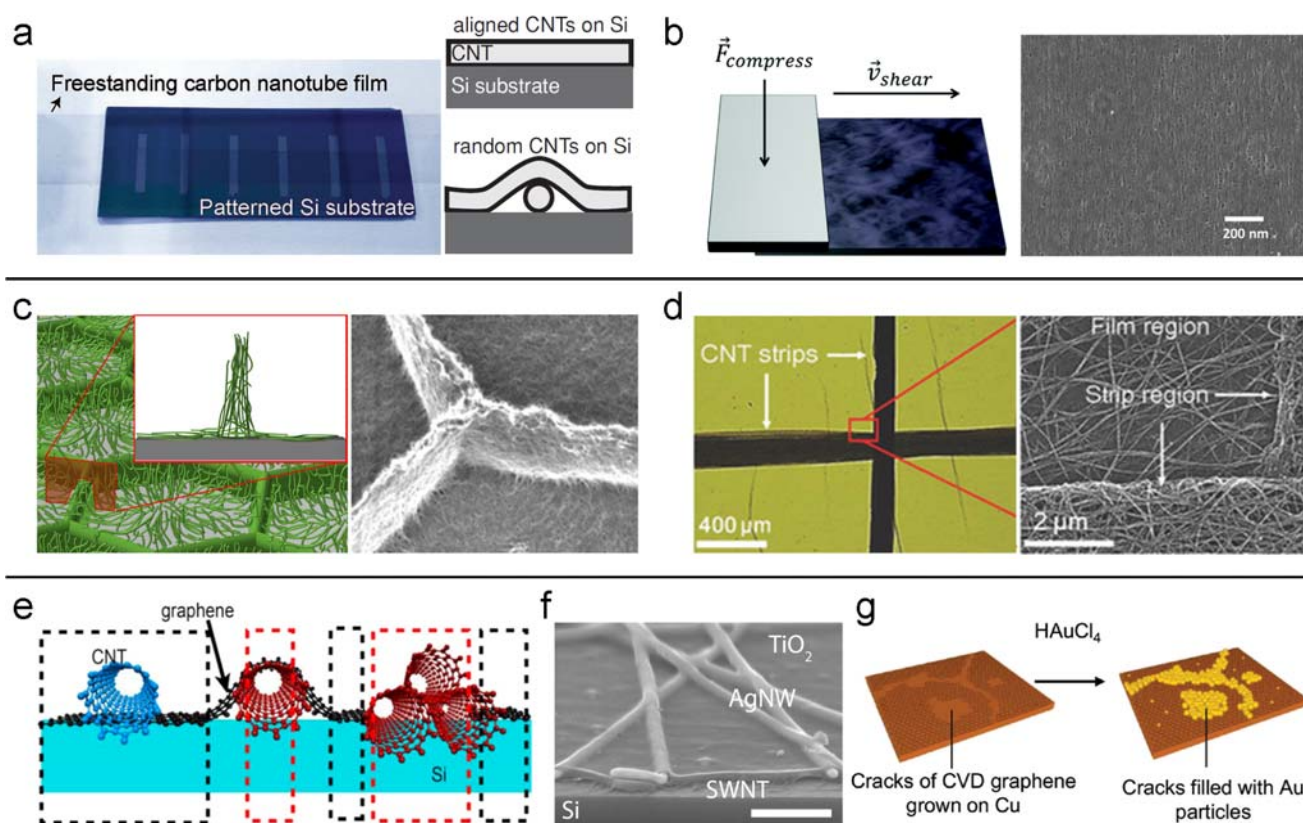 a
Freestanding carbon nanotube film
Patterned Si substrate
aligned CNTs on Si
CNT
Si substrate
random CNTs on Si
b
F⃗compress
v⃗shear
200 nm
c
d
CNT strips
400 µm
Film region
Strip region
2 µm
e
graphene
CNT
Si
f
TiO₂
AgNW
SWNT
Si
g
HAuCl₄
Cracks of CVD graphene
grown on Cu
Cracks filled with Au
particles